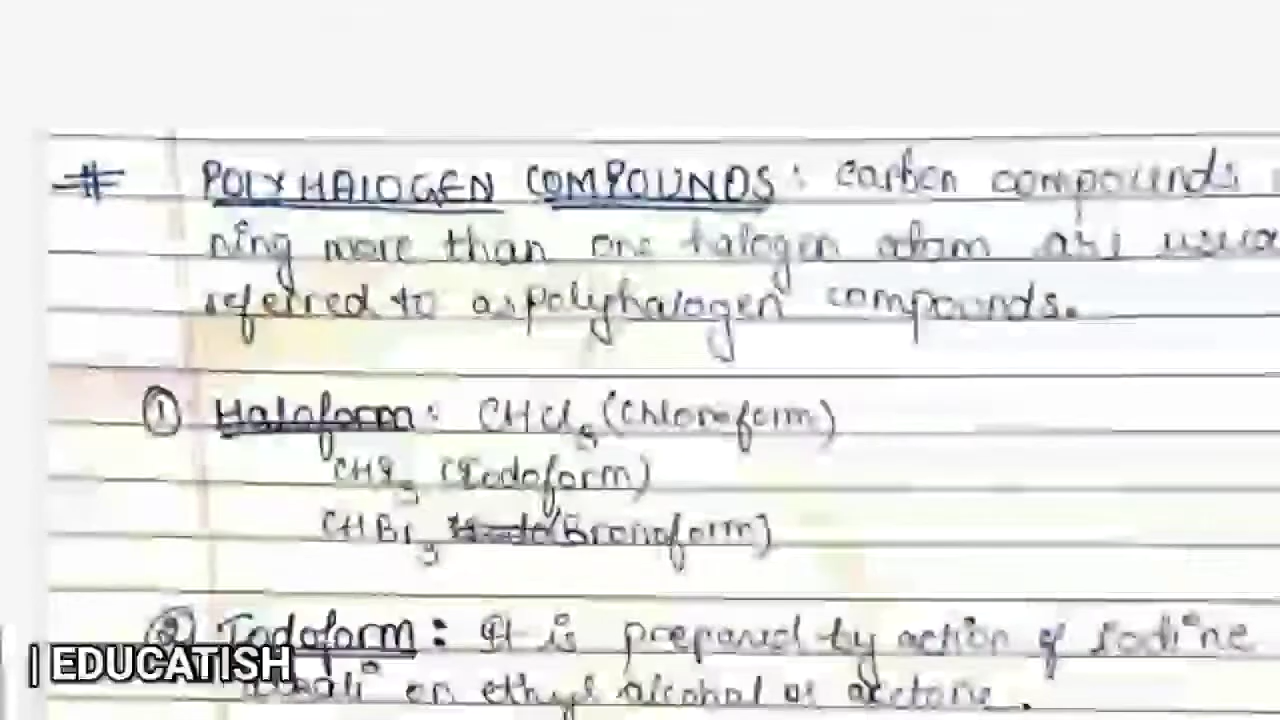 # POLYHALOGEN COMPOUNDS : carbon compounds
ning more than one halogen atom are
referred to as polyhalogen compounds.
① Haloform : CHCl3 (Chloroform)
CHI3 (Iodoform)
CHBr3 (Bromoform)
② Iodoform : It is prepared by action of Iodine
alkali on ethyl alcohol or acetone.
| EDUCATISH